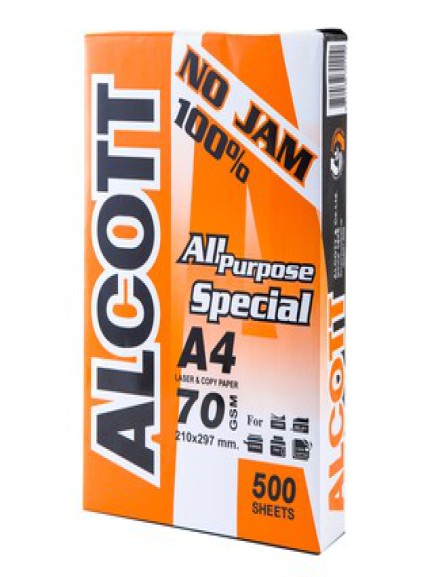 ALCOTT
NO JAM
100%
All Purpose
Special
A4
LASER & COPY PAPER
70 GSM
210x297 mm.
For
500
SHEETS
ALCOTT